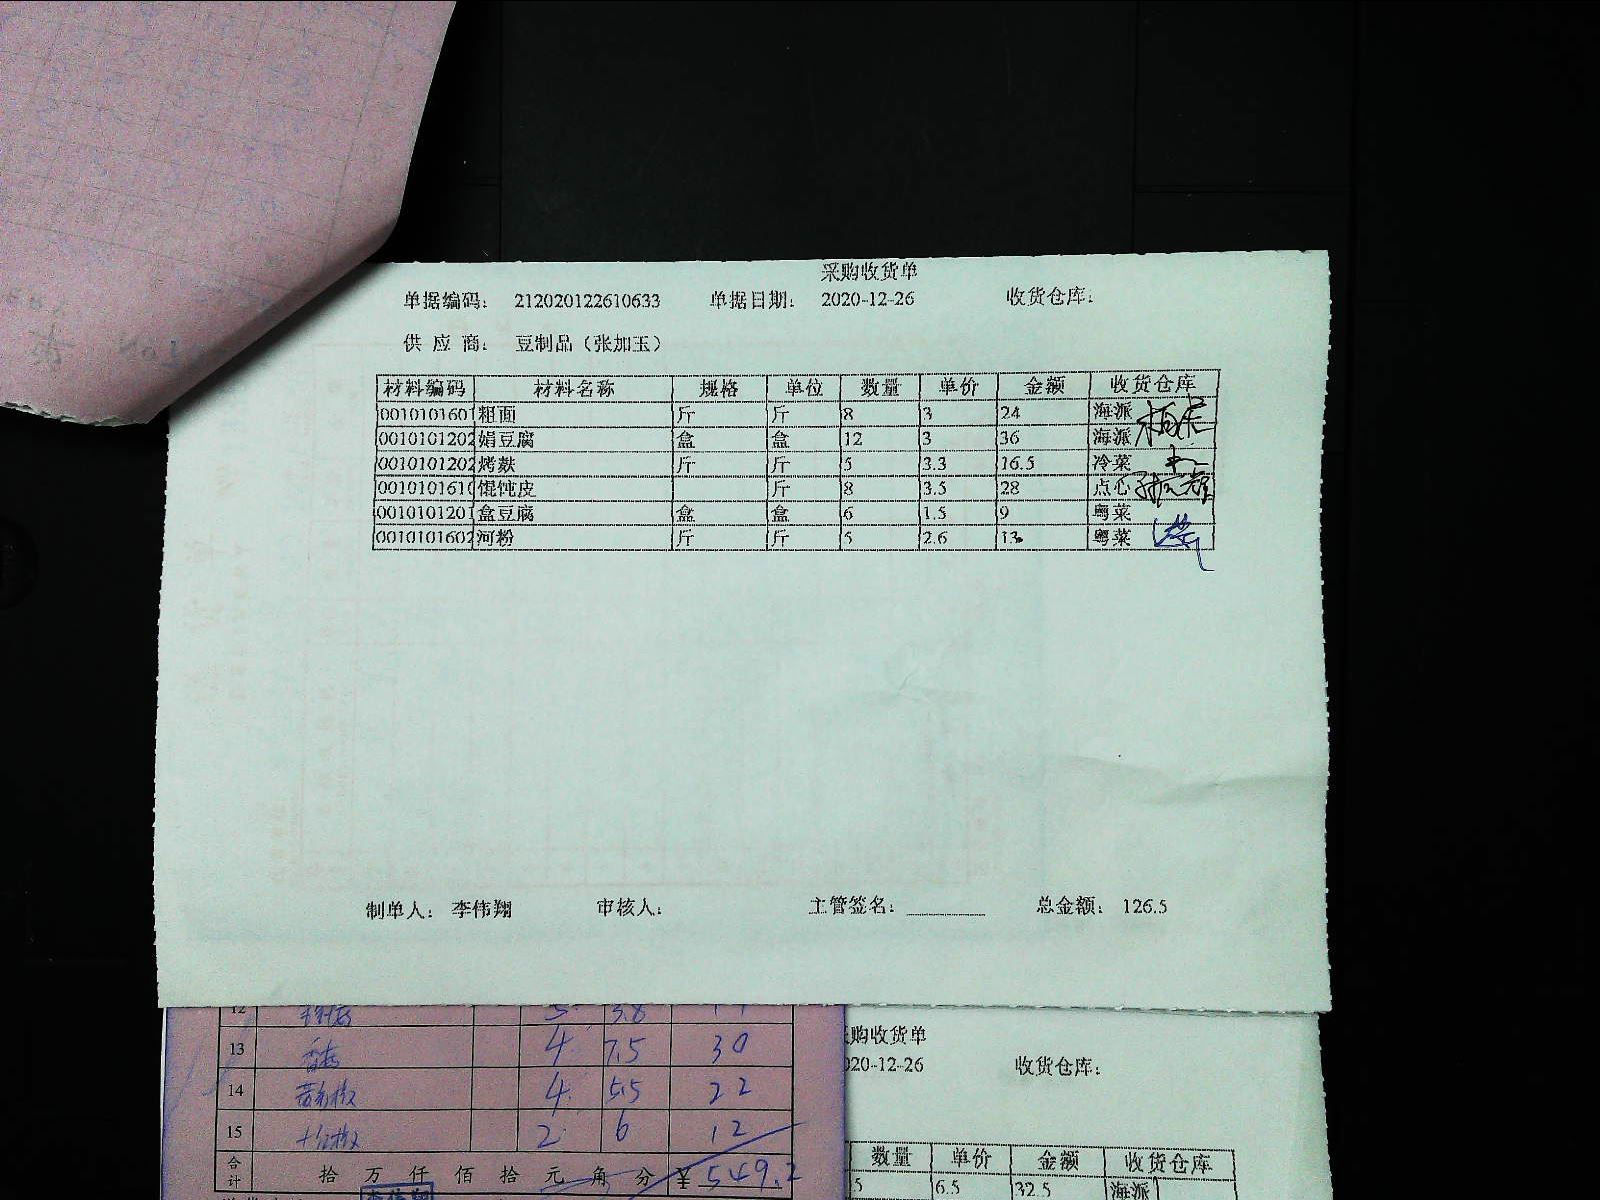 采购收货单
单据编码： 212020122610633 单据日期： 2020-12-26 收货仓库：
供 应 商： 豆制品（张加玉）
材料编码 材料名称 规格 单位 数量 单价 金额 收货仓库
0010101601 粗面 斤 斤 8 3 24 海派
0010101202 娟豆腐 盒 盒 12 3 36 海派
0010101202 烤麸 斤 斤 5 3.3 16.5 冷菜
0010101610 馄饨皮 斤 8 3.5 28 点心
0010101201 盒豆腐 盒 盒 6 1.5 9 粤菜
0010101602 河粉 斤 斤 5 2.6 13 粤菜
制单人： 李伟翔 审核人： 主管签名： 总金额： 126.5
12 5 3.8
13 4 7.5 30
14 4 5.5 22
15 2 6 12
合计 拾 万 仟 佰 拾 元 角 分 ¥ 549.2
购收货单
020-12-26 收货仓库：
数量 单价 金额 收货仓库
5 6.5 32.5 海派